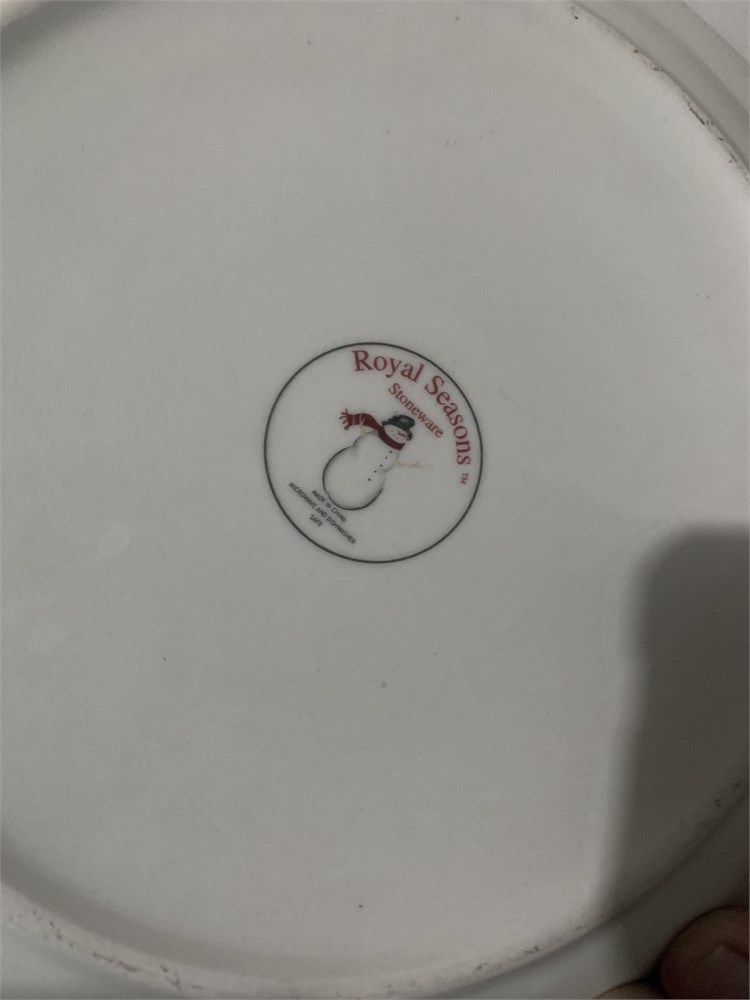 Royal Seasons TM
Stoneware
MADE IN CHINA
MICROWAVE AND DISHWASHER
SAFE